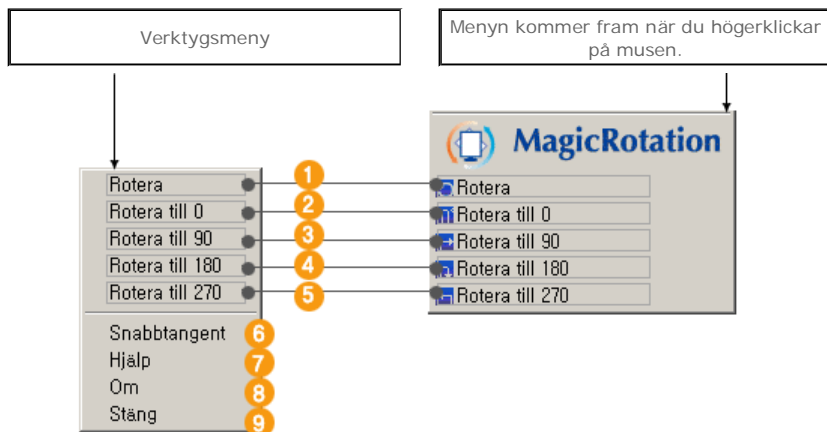 Verktygsmeny
Menyn kommer fram när du högerklickar
på musen.
MagicRotation
Rotera
1
Rotera
Rotera till 0
2
Rotera till 0
Rotera till 90
3
Rotera till 90
Rotera till 180
4
Rotera till 180
Rotera till 270
5
Rotera till 270
Snabbtangent
6
Hjälp
7
Om
8
Stäng
9